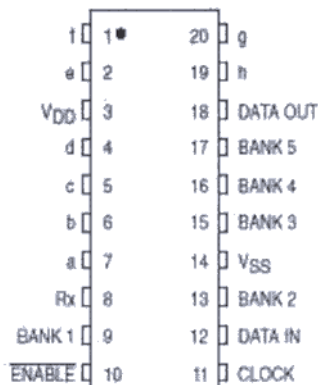 f 1 20 g
e 2 19 h
VDD 3 18 DATA OUT
d 4 17 BANK 5
c 5 16 BANK 4
b 6 15 BANK 3
a 7 14 VSS
Rx 8 13 BANK 2
BANK 1 9 12 DATA IN
ENABLE 10 11 CLOCK